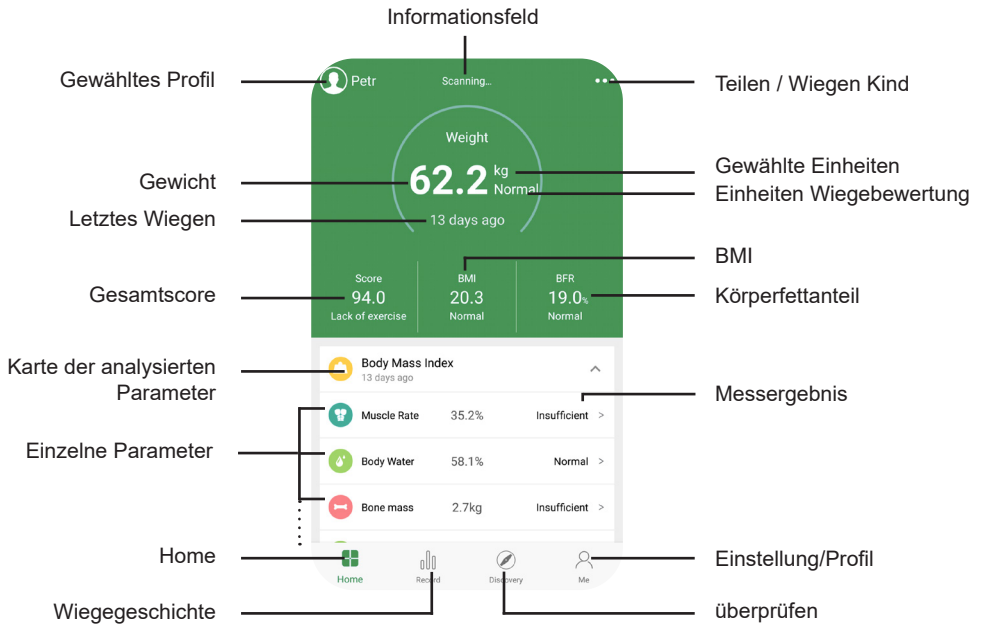 Informationsfeld
Gewähltes Profil
Petr
Scanning...
Teilen / Wiegen Kind
Weight
Gewicht
62.2 kg
Normal
Gewählte Einheiten
Einheiten Wiegebewertung
Letztes Wiegen
13 days ago
BMI
Gesamtscore
Score
94.0
Lack of exercise
BMI
20.3
Normal
BFR
19.0%
Normal
Körperfettanteil
Karte der analysierten
Parameter
Body Mass Index
13 days ago
Messergebnis
Einzelne Parameter
Muscle Rate 35.2% Insufficient >
Body Water 58.1% Normal >
Bone mass 2.7kg Insufficient >
Home
Wiegegeschichte
Home
Record
Discovery
Me
Einstellung/Profil
überprüfen